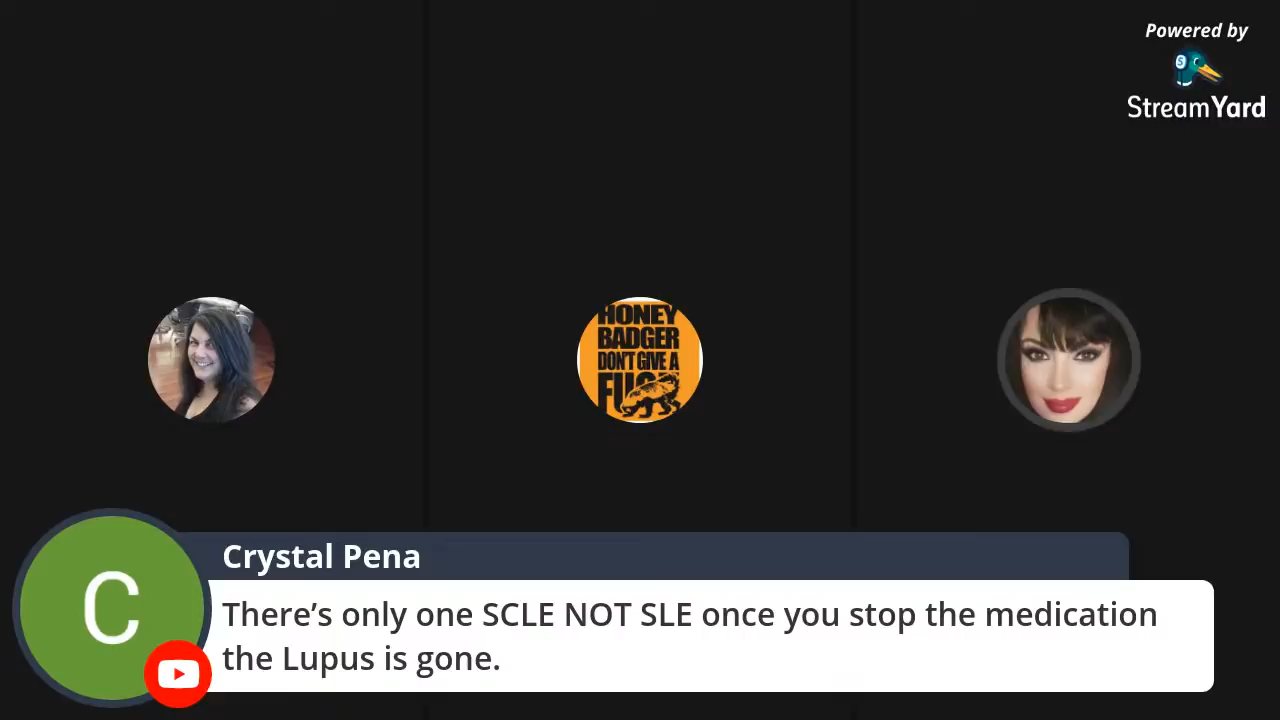 Powered by
S
StreamYard
HONEY
BADGER
DON'T GIVE A
C
Crystal Pena
There’s only one SCLE NOT SLE once you stop the medication
the Lupus is gone.